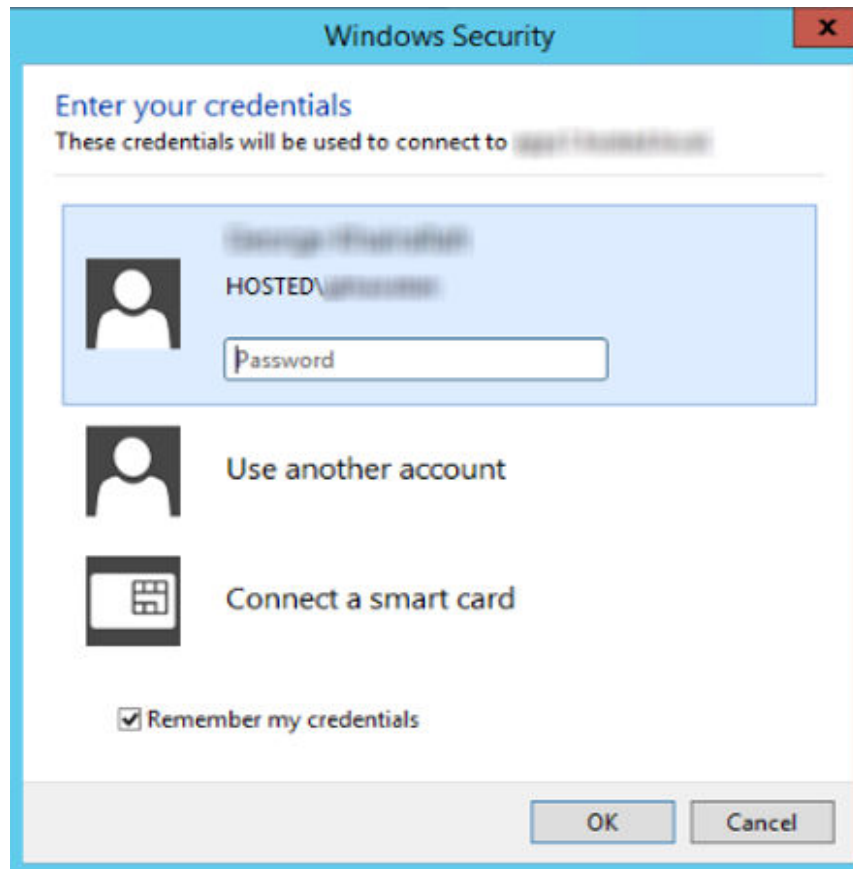 Windows Security
x
Enter your credentials
These credentials will be used to connect to
HOSTED\
Password
Use another account
Connect a smart card
Remember my credentials
OK
Cancel